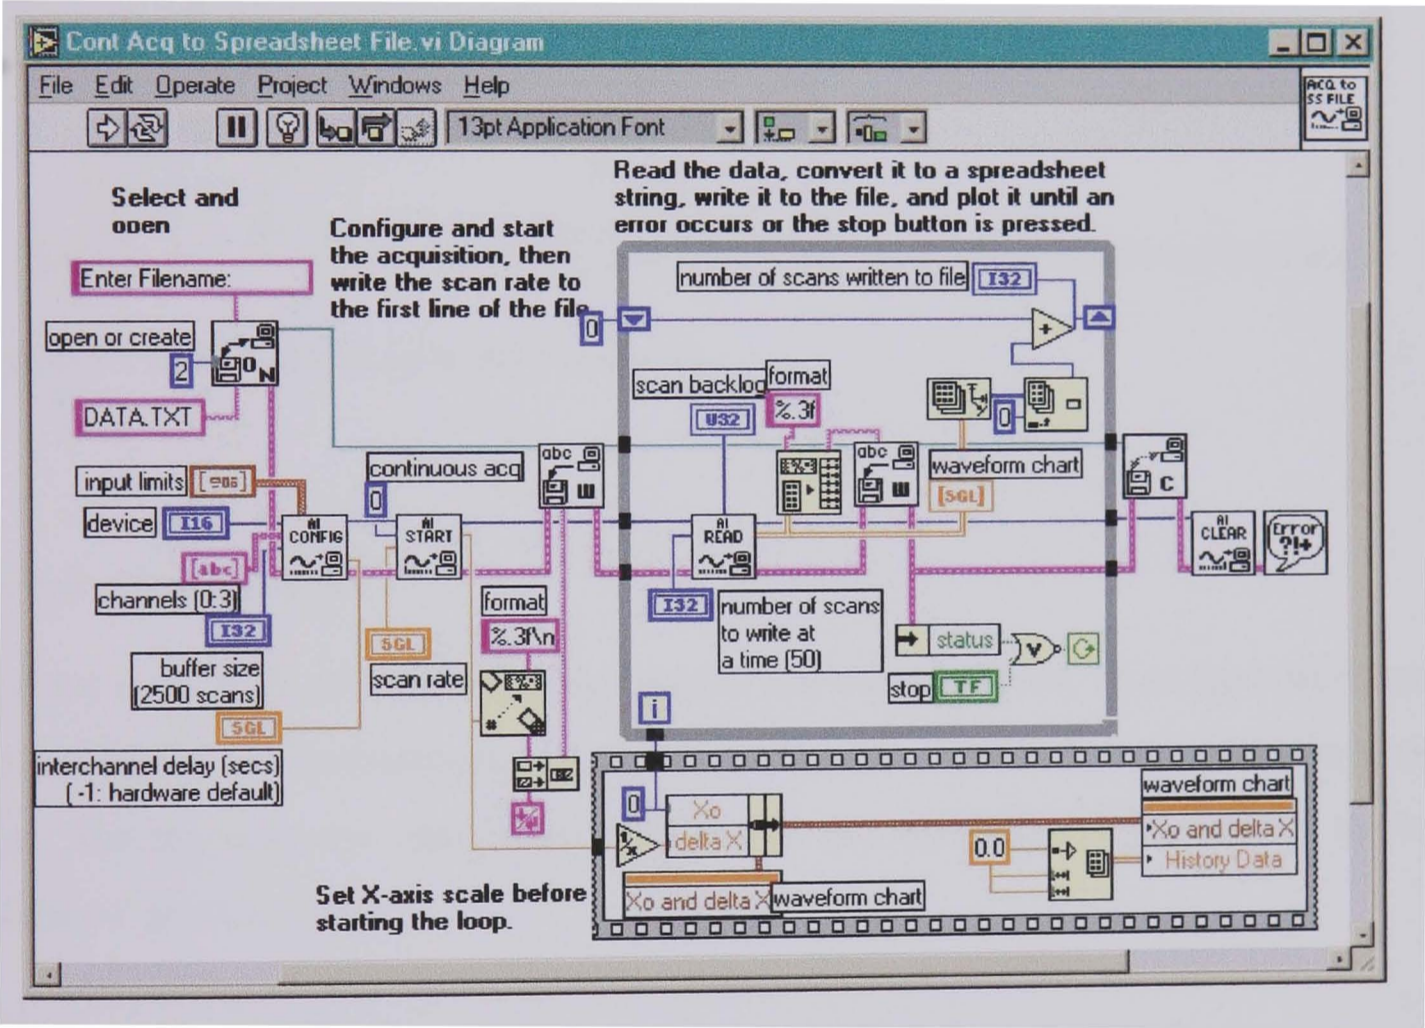 Cont Acq to Spreadsheet File.vi Diagram
File Edit Operate Project Windows Help
ACQ to
SS FILE
13pt Application Font
Select and
open
Configure and start
the acquisition, then
write the scan rate to
the first line of the file.
Read the data, convert it to a spreadsheet
string, write it to the file, and plot it until an
error occurs or the stop button is pressed.
Enter Filename:
open or create
2
O N
DATA.TXT
input limits
device
I16
[abc]
channels (0:3)
I32
buffer size
(2500 scans)
SGL
interchannel delay (secs)
( -1: hardware default)
AI
CONFIG
continuous acq
0
AI
START
SGL
scan rate
abc
W
format
%.3f\n
#
0
number of scans written to file
I32
+
scan backlog
U32
format
%.3f
abc
W
0
waveform chart
[SGL]
AI
READ
I32
number of scans
to write at
a time (50)
status
V
stop
TF
i
C
AI
CLEAR
Error
?!+
Set X-axis scale before
starting the loop.
0
Xo
delta X
1/x
Xo and delta X
waveform chart
0.0
waveform chart
Xo and delta X
History Data